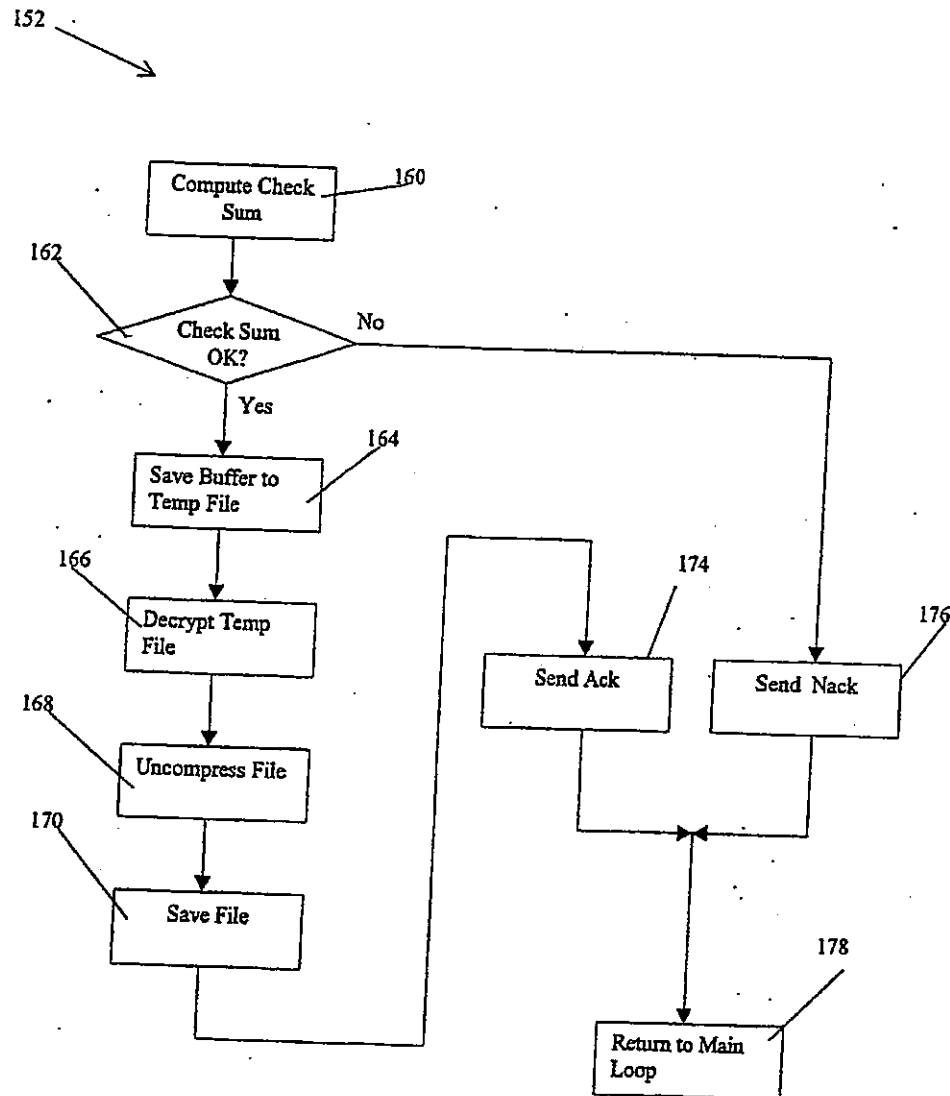 152
Compute Check
Sum
160
162
Check Sum
OK?
No
Yes
164
Save Buffer to
Temp File
166
Decrypt Temp
File
174
Send Ack
176
Send Nack
168
Uncompress File
170
Save File
178
Return to Main
Loop